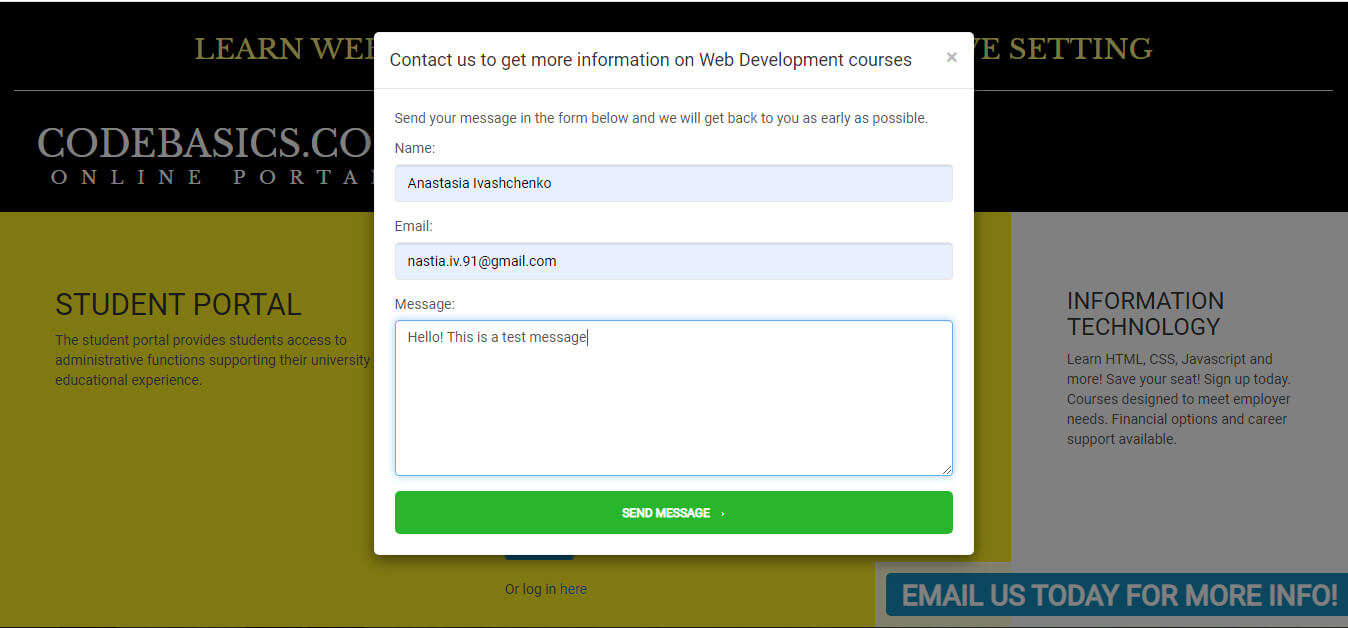 LEARN WE
VE SETTING
Contact us to get more information on Web Development courses
×
CODEBASICS.CO
ONLINE PORTA
Send your message in the form below and we will get back to you as early as possible.
Name:
Anastasia Ivashchenko
Email:
nastia.iv.91@gmail.com
Message:
Hello! This is a test message
SEND MESSAGE ›
STUDENT PORTAL
The student portal provides students access to
administrative functions supporting their university
educational experience.
Or log in here
INFORMATION
TECHNOLOGY
Learn HTML, CSS, Javascript and
more! Save your seat! Sign up today.
Courses designed to meet employer
needs. Financial options and career
support available.
EMAIL US TODAY FOR MORE INFO!